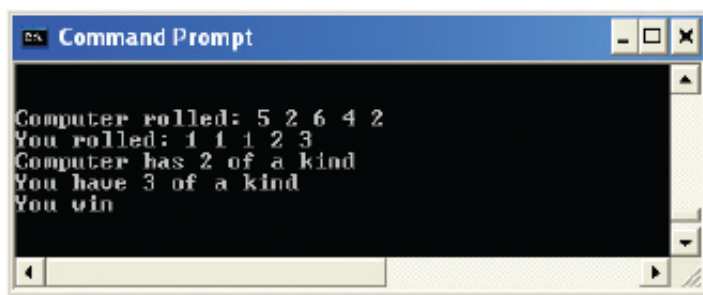 Command Prompt
Computer rolled: 5 2 6 4 2
You rolled: 1 1 1 2 3
Computer has 2 of a kind
You have 3 of a kind
You win